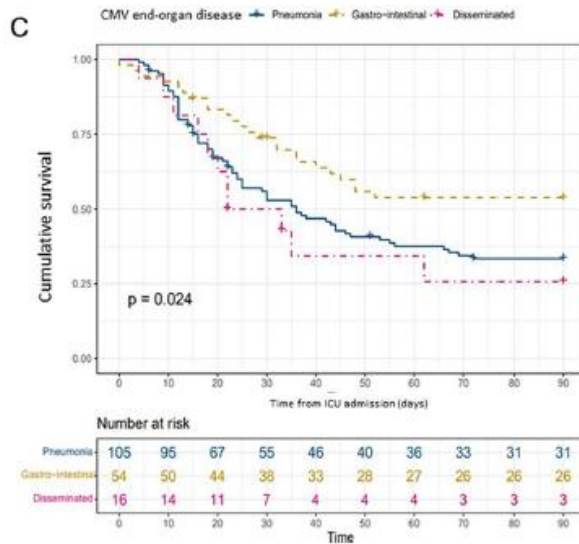 C
CMV end-organ disease Pneumonia Gastro-intestinal Disseminated
1.00
0.75
0.50
0.25
0.00
Cumulative survival
p = 0.024
0 10 20 30 40 50 60 70 80 90
Time from ICU admission (days)
Number at risk
Pneumonia 105 95 67 55 46 40 36 33 31 31
Gastro-intestinal 54 50 44 38 33 28 27 26 26 26
Disseminated 16 14 11 7 4 4 4 3 3 3
0 10 20 30 40 50 60 70 80 90
Time